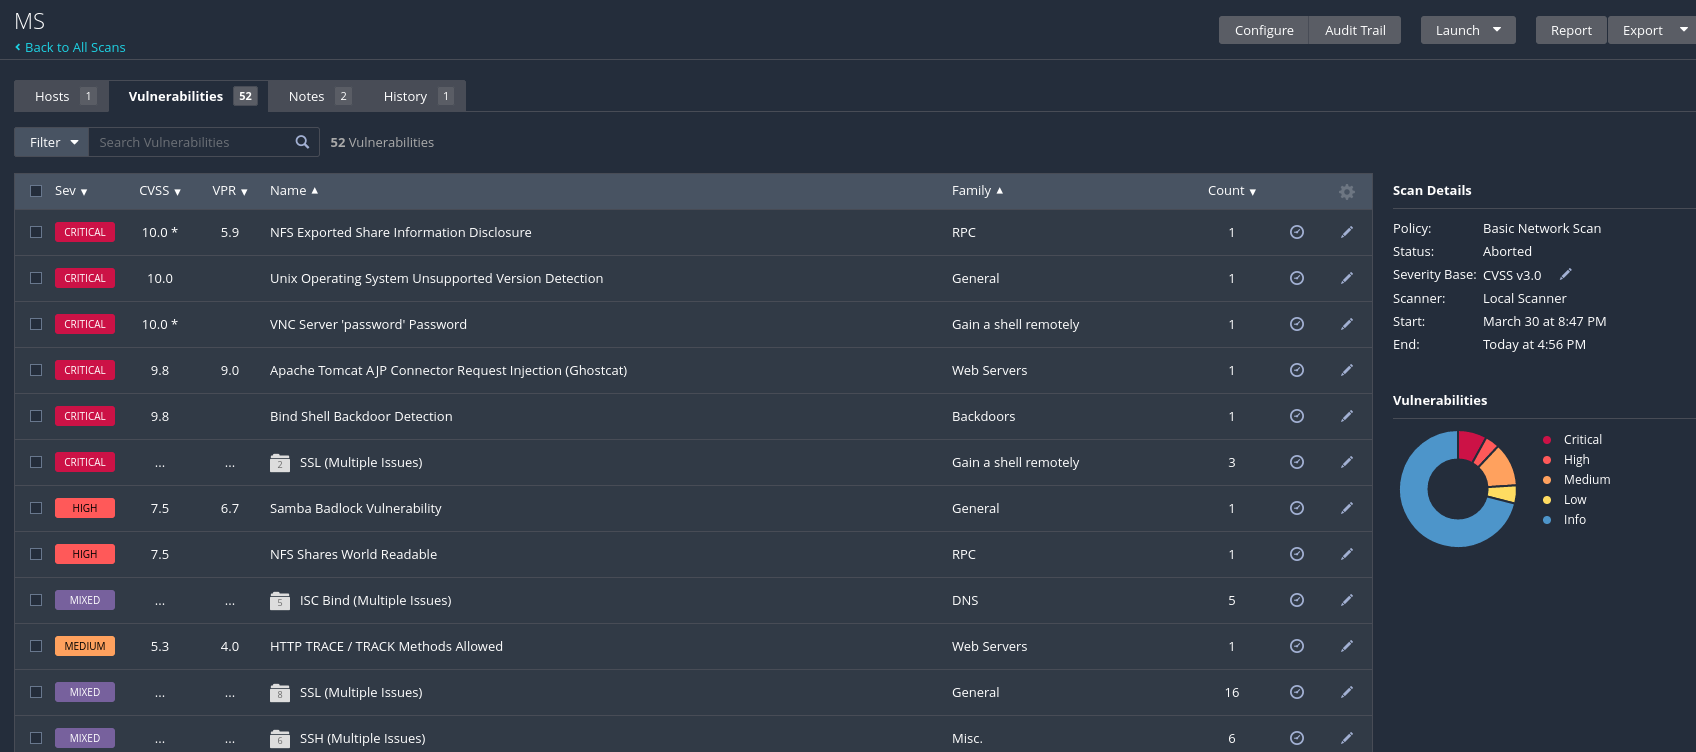 MS
Back to All Scans
Configure Audit Trail Launch Report Export
Hosts 1 Vulnerabilities 52 Notes 2 History 1
Filter Search Vulnerabilities 52 Vulnerabilities
Sev CVSS VPR Name Family Count
CRITICAL 10.0 * 5.9 NFS Exported Share Information Disclosure RPC 1
CRITICAL 10.0 Unix Operating System Unsupported Version Detection General 1
CRITICAL 10.0 * VNC Server 'password' Password Gain a shell remotely 1
CRITICAL 9.8 9.0 Apache Tomcat AJP Connector Request Injection (Ghostcat) Web Servers 1
CRITICAL 9.8 Bind Shell Backdoor Detection Backdoors 1
CRITICAL ... ... 2 SSL (Multiple Issues) Gain a shell remotely 3
HIGH 7.5 6.7 Samba Badlock Vulnerability General 1
HIGH 7.5 NFS Shares World Readable RPC 1
MIXED ... ... 5 ISC Bind (Multiple Issues) DNS 5
MEDIUM 5.3 4.0 HTTP TRACE / TRACK Methods Allowed Web Servers 1
MIXED ... ... 8 SSL (Multiple Issues) General 16
MIXED ... ... 6 SSH (Multiple Issues) Misc. 6
Scan Details
Policy: Basic Network Scan
Status: Aborted
Severity Base: CVSS v3.0
Scanner: Local Scanner
Start: March 30 at 8:47 PM
End: Today at 4:56 PM
Vulnerabilities
Critical
High
Medium
Low
Info